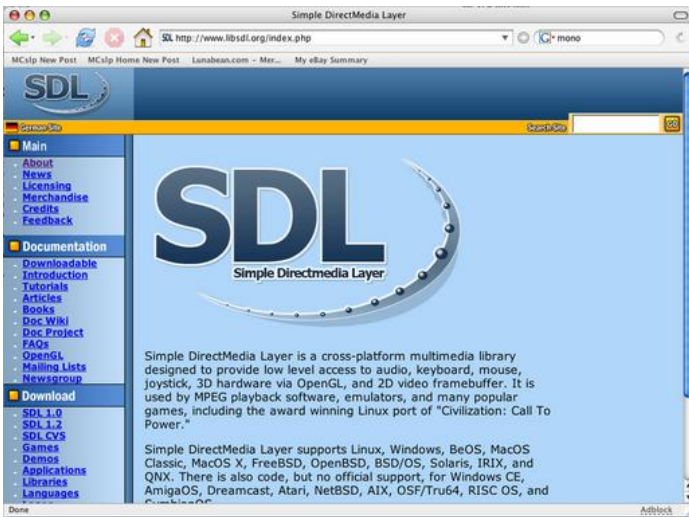 Simple DirectMedia Layer
SDL http://www.libsdl.org/index.php
G mono
MCslp New Post MCslp Home New Post Lunabean.com – Mer... My eBay Summary
SDL
German Site
Search Site
GO
Main
About
News
Licensing
Merchandise
Credits
Feedback
Documentation
Downloadable
Introduction
Tutorials
Articles
Books
Doc Wiki
Doc Project
FAQs
OpenGL
Mailing Lists
Newsgroup
Download
SDL 1.0
SDL 1.2
SDL CVS
Games
Demos
Applications
Libraries
Languages
SDL
Simple Directmedia Layer
Simple DirectMedia Layer is a cross-platform multimedia library
designed to provide low level access to audio, keyboard, mouse,
joystick, 3D hardware via OpenGL, and 2D video framebuffer. It is
used by MPEG playback software, emulators, and many popular
games, including the award winning Linux port of "Civilization: Call To
Power."
Simple DirectMedia Layer supports Linux, Windows, BeOS, MacOS
Classic, MacOS X, FreeBSD, OpenBSD, BSD/OS, Solaris, IRIX, and
QNX. There is also code, but no official support, for Windows CE,
AmigaOS, Dreamcast, Atari, NetBSD, AIX, OSF/Tru64, RISC OS, and
SymbianOS
Done
Adblock